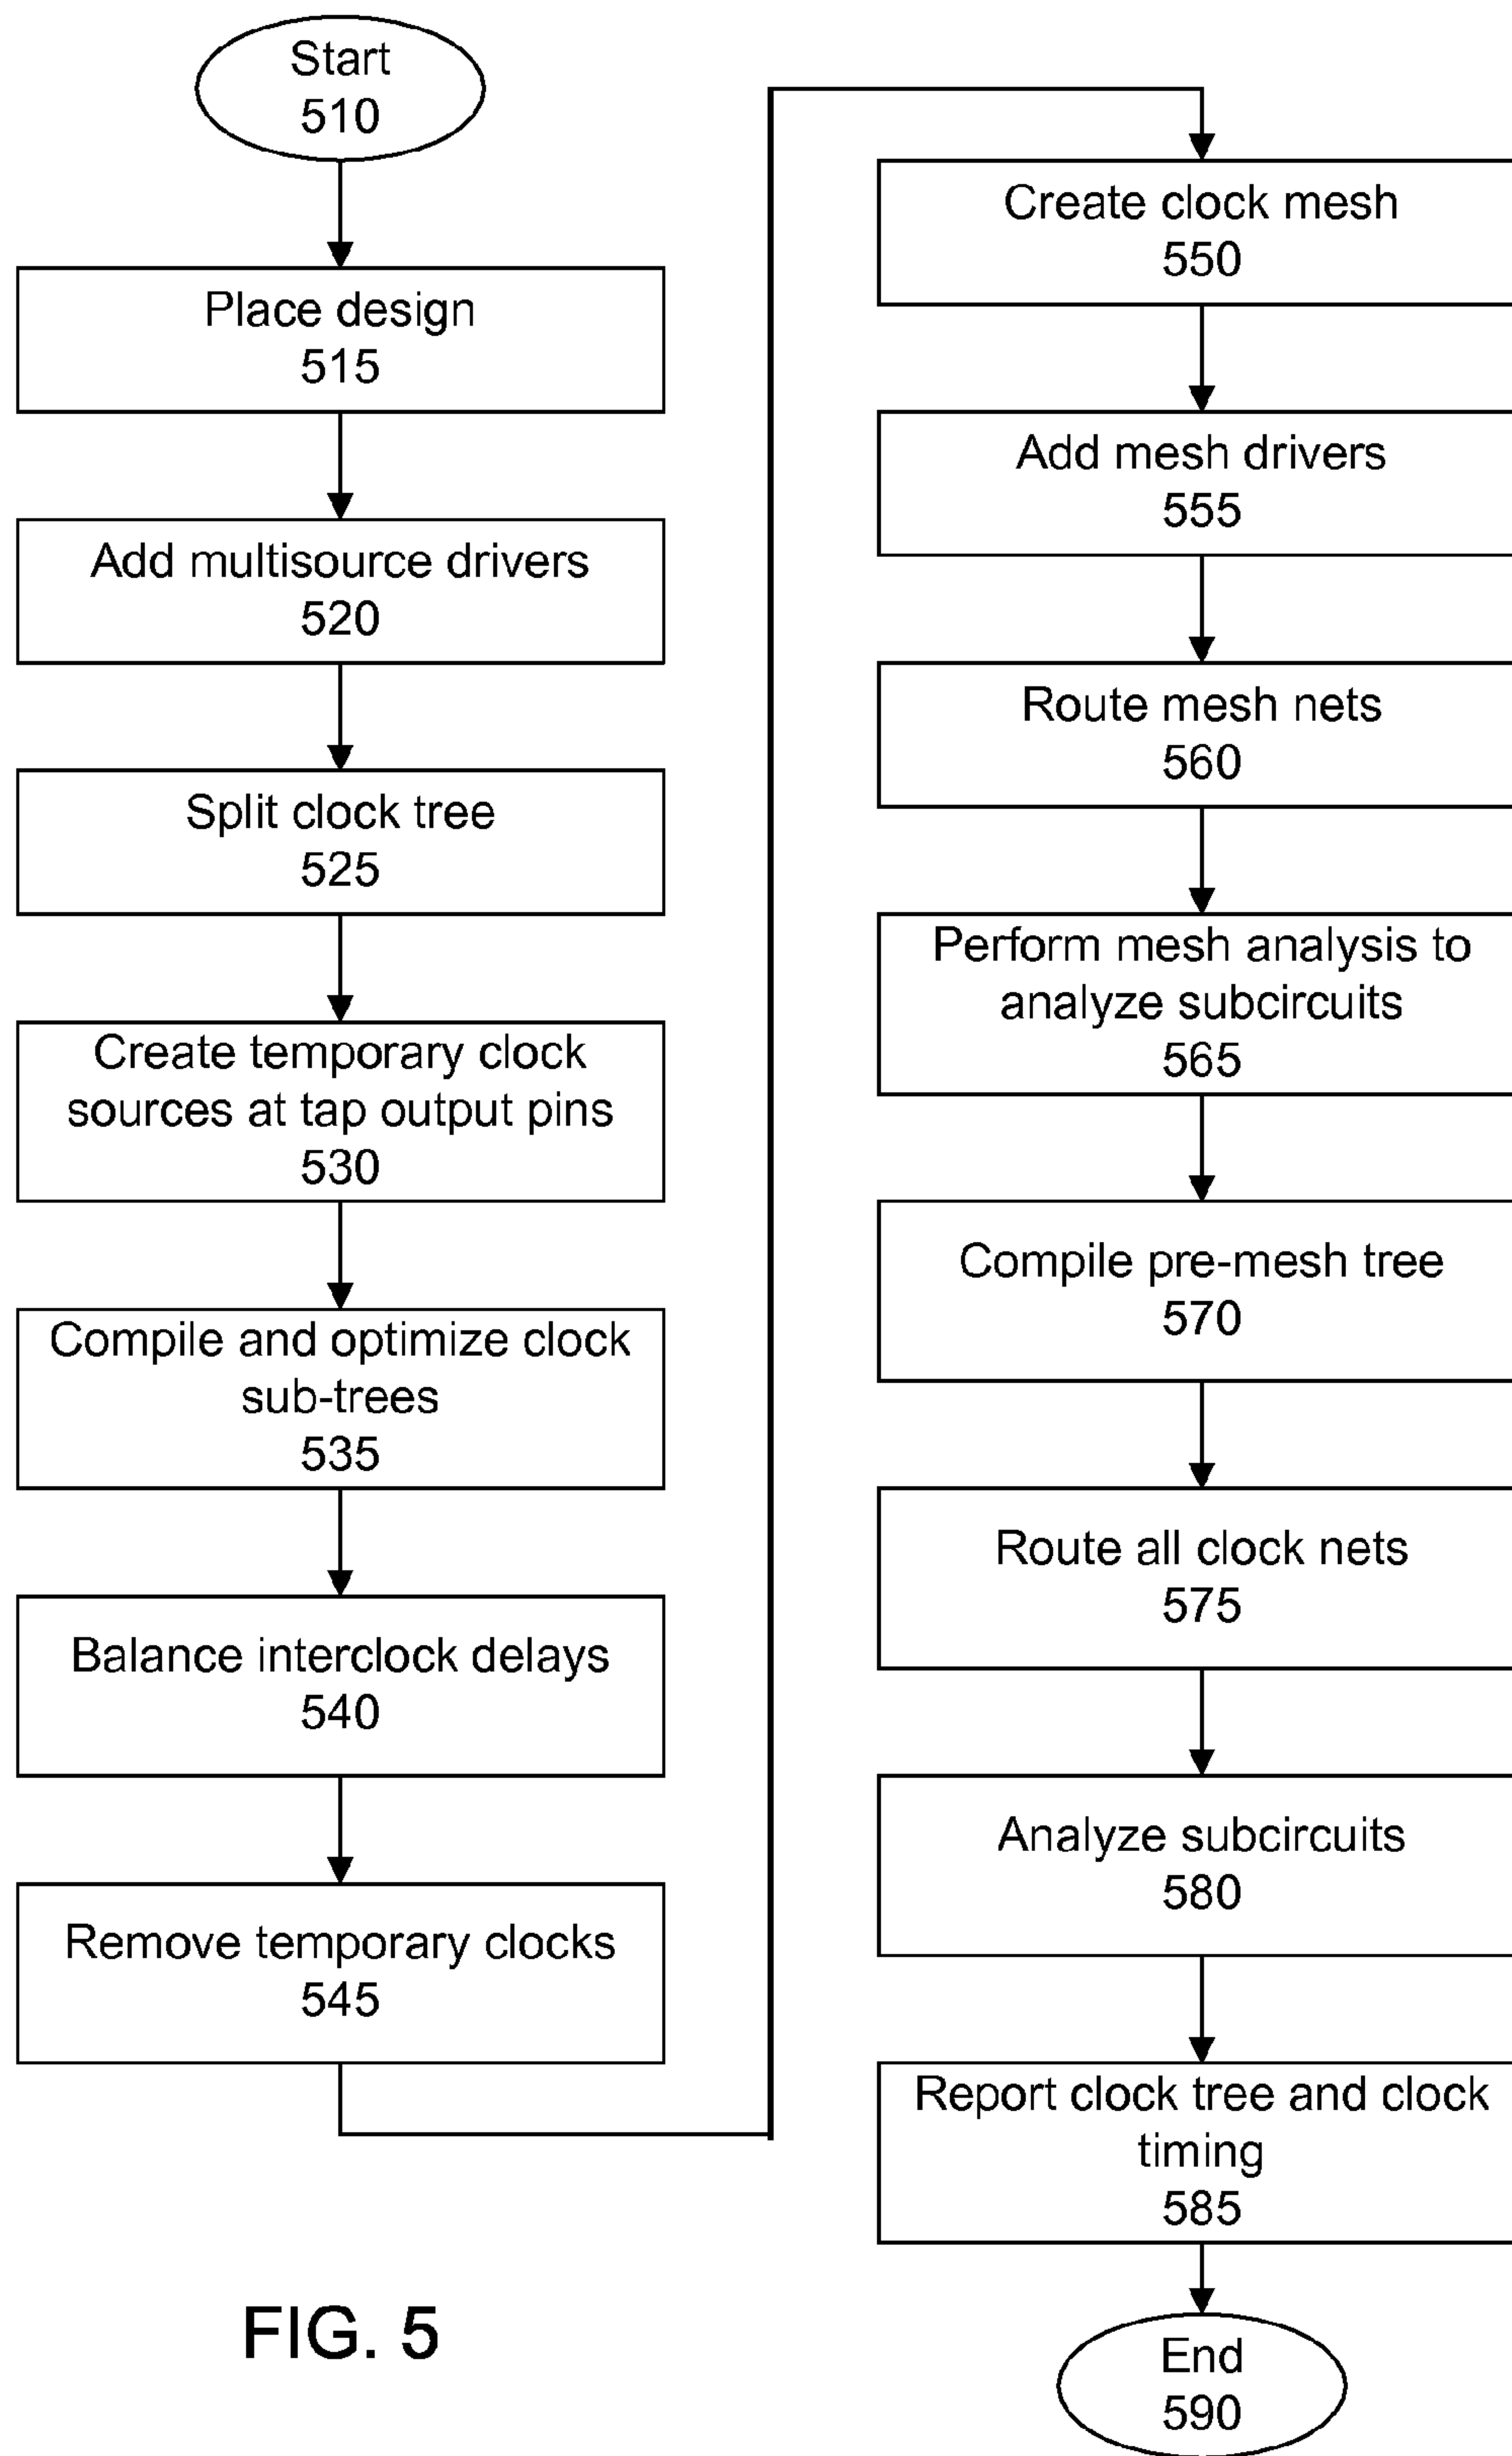 Start
510
Place design
515
Add multisource drivers
520
Split clock tree
525
Create temporary clock
sources at tap output pins
530
Compile and optimize clock
sub-trees
535
Balance interclock delays
540
Remove temporary clocks
545
Create clock mesh
550
Add mesh drivers
555
Route mesh nets
560
Perform mesh analysis to
analyze subcircuits
565
Compile pre-mesh tree
570
Route all clock nets
575
Analyze subcircuits
580
Report clock tree and clock
timing
585
End
590
FIG. 5